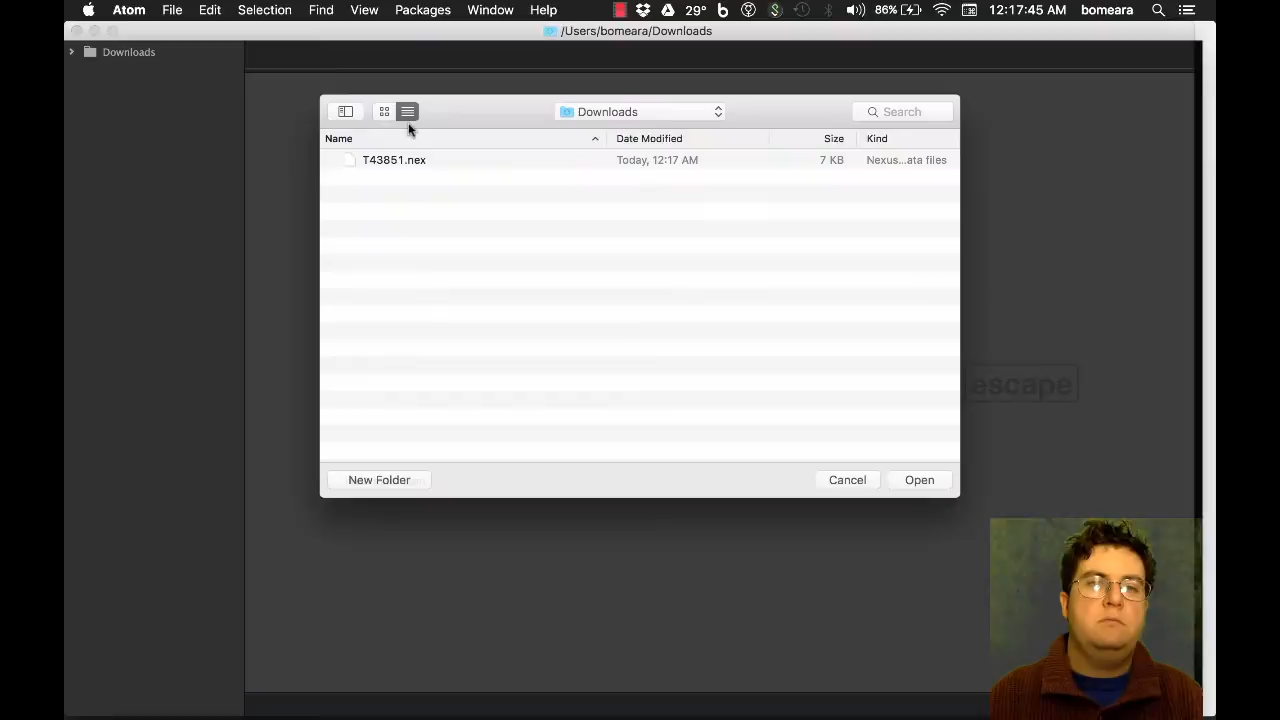 Atom File Edit Selection Find View Packages Window Help 29° 86% 12:17:45 AM bomeara
/Users/bomeara/Downloads
Downloads
Downloads
Search
Name Date Modified Size Kind
T43851.nex Today, 12:17 AM 7 KB Nexus...ata files
escape
New Folder Cancel Open